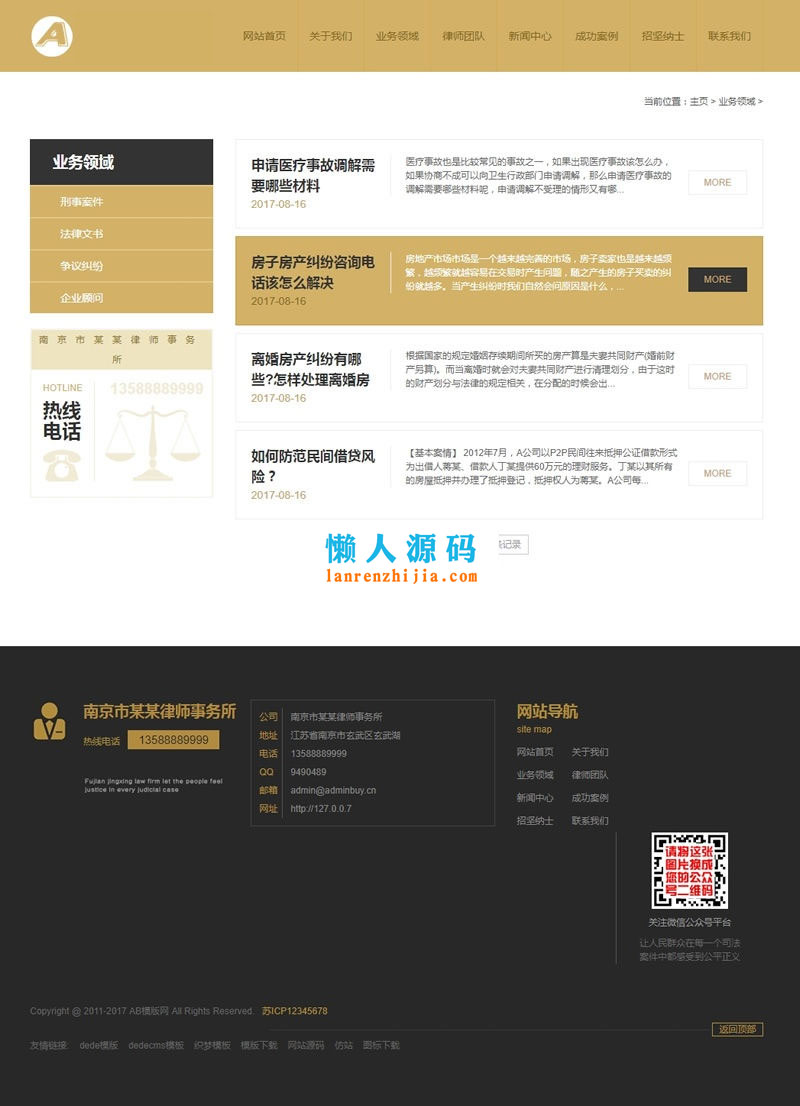 A
网站首页 关于我们 业务领域 律师团队 新闻中心 成功案例 招坚纳士 联系我们
当前位置：主页 > 业务领域 >
业务领域
刑事案件
法律文书
争议纠纷
企业顾问
南京市某某律师事务
所
HOTLINE
13588889999
热线
电话
申请医疗事故调解需
要哪些材料
2017-08-16
医疗事故也是比较常见的事故之一，如果出现医疗事故该怎么办，
如果协商不成可以向卫生行政部门申请调解，那么申请医疗事故的
调解需要哪些材料呢，申请调解不受理的情形又有哪...
MORE
房子房产纠纷咨询电
话该怎么解决
2017-08-16
房地产市场市场是一个越来越完善的市场，房子卖家也是越来越频
繁，越频繁就越容易在交易时产生问题，随之产生的房子买卖的纠
纷就越多。当产生纠纷时我们自然会问原因是什么，...
MORE
离婚房产纠纷有哪
些?怎样处理离婚房
2017-08-16
根据国家的规定婚姻存续期间所买的房产算是夫妻共同财产(婚前财
产另算)。而当离婚时就会对夫妻共同财产进行清理划分，由于这时
的财产划分与法律的规定相关，在分配的时候会出...
MORE
如何防范民间借贷风
险？
2017-08-16
【基本案情】 2012年7月，A公司以P2P民间往来抵押公证借款形式
为出借人蒋某、借款人丁某提供60万元的理财服务。丁某以其所有
的房屋抵押并办理了抵押登记，抵押权人为蒋某。A公司每...
MORE
记录
懒人源码
lanrenzhijia.com
南京市某某律师事务所
热线电话 13588889999
Fujian jingxing law firm let the people feel
justice in every judicial case
公司 南京市某某律师事务所
地址 江苏省南京市玄武区玄武湖
电话 13588889999
QQ 9490489
邮箱 admin@adminbuy.cn
网址 http://127.0.0.7
网站导航
site map
网站首页 关于我们
业务领域 律师团队
新闻中心 成功案例
招坚纳士 联系我们
请将这张
图片换成
您的公众
号二维码
关注微信公众号平台
让人民群众在每一个司法
案件中都感受到公平正义
Copyright @ 2011-2017 AB模版网 All Rights Reserved. 苏ICP12345678
返回顶部
友情链接: dede模版 dedecms模板 织梦模板 模版下载 网站源码 仿站 图标下载